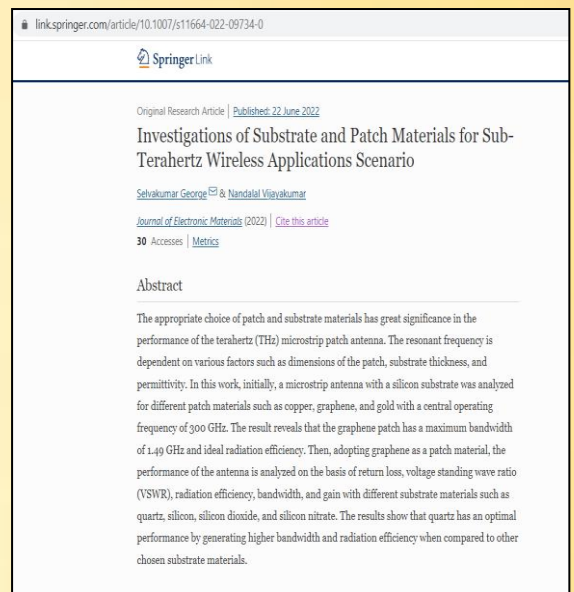 link.springer.com/article/10.1007/s11664-022-09734-0
Springer Link
Original Research Article | Published: 22 June 2022
Investigations of Substrate and Patch Materials for Sub-
Terahertz Wireless Applications Scenario
Selvakumar George & Nandalal Vijayakumar
Journal of Electronic Materials (2022) | Cite this article
30 Accesses | Metrics
Abstract
The appropriate choice of patch and substrate materials has great significance in the
performance of the terahertz (THz) microstrip patch antenna. The resonant frequency is
dependent on various factors such as dimensions of the patch, substrate thickness, and
permittivity. In this work, initially, a microstrip antenna with a silicon substrate was analyzed
for different patch materials such as copper, graphene, and gold with a central operating
frequency of 300 GHz. The result reveals that the graphene patch has a maximum bandwidth
of 1.49 GHz and ideal radiation efficiency. Then, adopting graphene as a patch material, the
performance of the antenna is analyzed on the basis of return loss, voltage standing wave ratio
(VSWR), radiation efficiency, bandwidth, and gain with different substrate materials such as
quartz, silicon, silicon dioxide, and silicon nitrate. The results show that quartz has an optimal
performance by generating higher bandwidth and radiation efficiency when compared to other
chosen substrate materials.